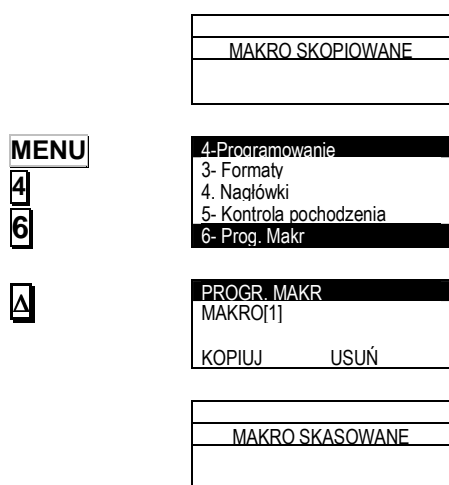 MAKRO SKOPIOWANE
MENU
4
6
4-Programowanie
3- Formaty
4. Nagłówki
5- Kontrola pochodzenia
6- Prog. Makr
Δ
PROGR. MAKR
MAKRO[1]
KOPIUJ USUŃ
MAKRO SKASOWANE